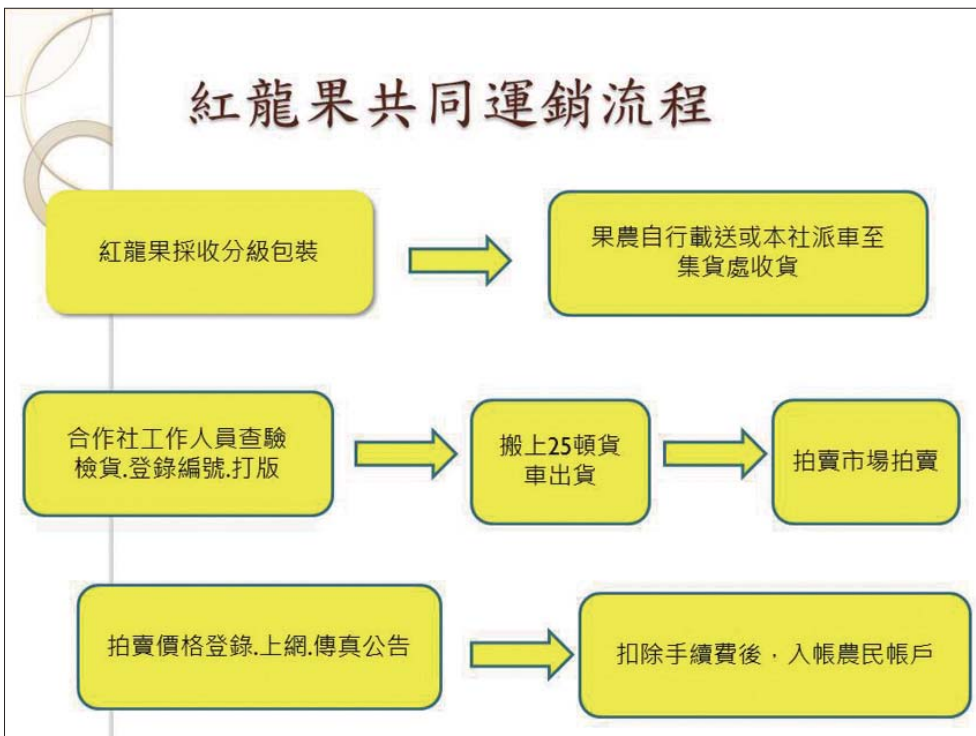 紅龍果共同運銷流程
紅龍果採收分級包裝
果農自行載送或本社派車至
集貨處收貨
合作社工作人員查驗
檢貨.登錄編號.打版
搬上25頓貨
車出貨
拍賣市場拍賣
拍賣價格登錄.上網.傳真公告
扣除手續費後，入帳農民帳戶